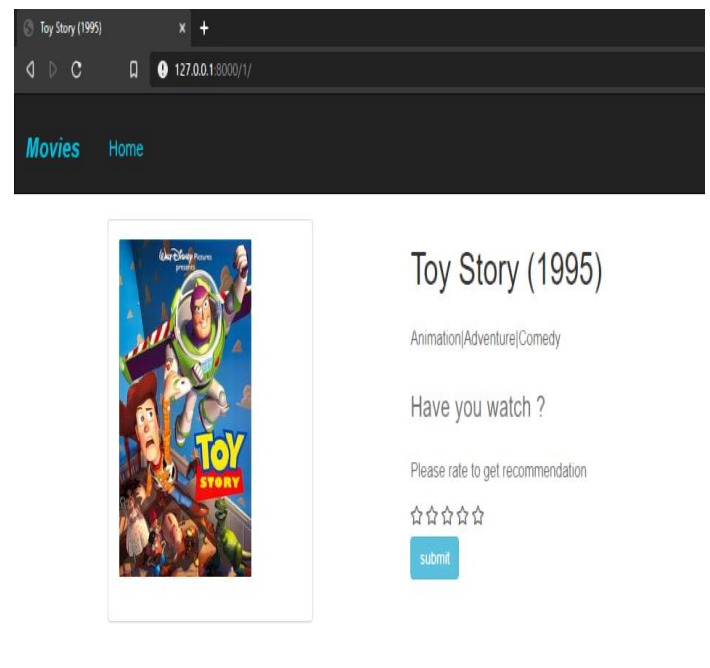 Toy Story (1995)
127.0.0.1:8000/1/
Movies Home
Walt Disney Pictures
presents
TOY
STORY
Toy Story (1995)
Animation|Adventure|Comedy
Have you watch ?
Please rate to get recommendation
submit